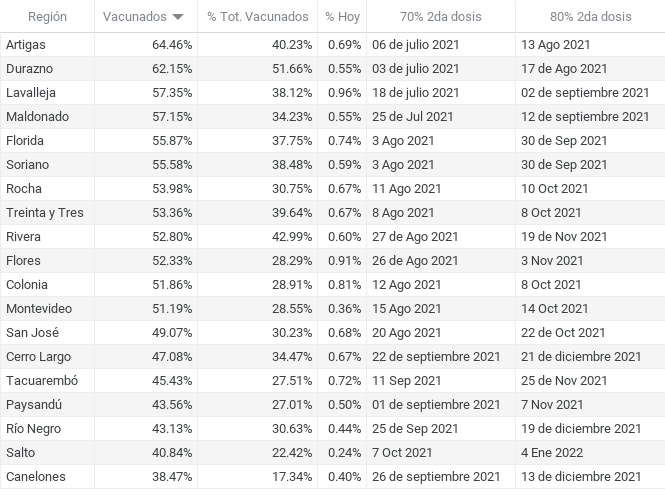 Región Vacunados % Tot. Vacunados % Hoy 70% 2da dosis 80% 2da dosis
Artigas 64.46% 40.23% 0.69% 06 de julio 2021 13 Ago 2021
Durazno 62.15% 51.66% 0.55% 03 de julio 2021 17 de Ago 2021
Lavalleja 57.35% 38.12% 0.96% 18 de julio 2021 02 de septiembre 2021
Maldonado 57.15% 34.23% 0.55% 25 de Jul 2021 12 de septiembre 2021
Florida 55.87% 37.75% 0.74% 3 Ago 2021 30 de Sep 2021
Soriano 55.58% 38.48% 0.59% 3 Ago 2021 30 de Sep 2021
Rocha 53.98% 30.75% 0.67% 11 Ago 2021 10 Oct 2021
Treinta y Tres 53.36% 39.64% 0.67% 8 Ago 2021 8 Oct 2021
Rivera 52.80% 42.99% 0.60% 27 de Ago 2021 19 de Nov 2021
Flores 52.33% 28.29% 0.91% 26 de Ago 2021 3 Nov 2021
Colonia 51.86% 28.91% 0.81% 12 Ago 2021 8 Oct 2021
Montevideo 51.19% 28.55% 0.36% 15 Ago 2021 14 Oct 2021
San José 49.07% 30.23% 0.68% 20 Ago 2021 22 de Oct 2021
Cerro Largo 47.08% 34.47% 0.67% 22 de septiembre 2021 21 de diciembre 2021
Tacuarembó 45.43% 27.51% 0.72% 11 Sep 2021 25 de Nov 2021
Paysandú 43.56% 27.01% 0.50% 01 de septiembre 2021 7 Nov 2021
Río Negro 43.13% 30.63% 0.44% 25 de Sep 2021 19 de diciembre 2021
Salto 40.84% 22.42% 0.24% 7 Oct 2021 4 Ene 2022
Canelones 38.47% 17.34% 0.40% 26 de septiembre 2021 13 de diciembre 2021